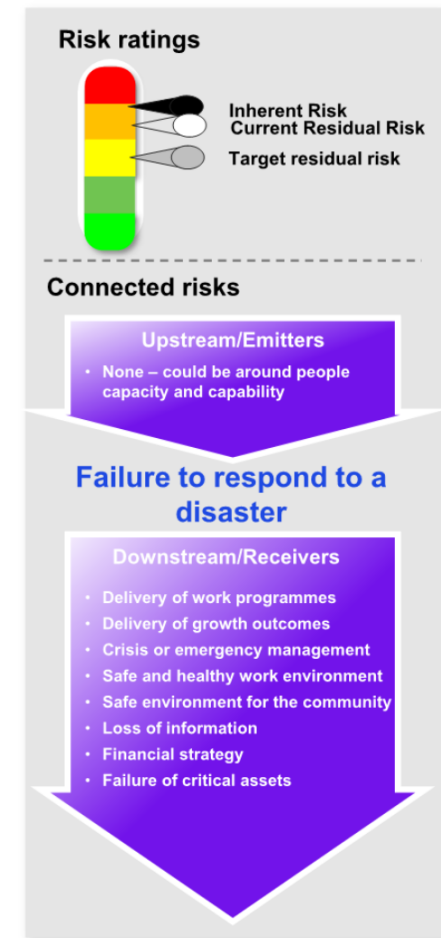 Risk ratings
Inherent Risk
Current Residual Risk
Target residual risk
Connected risks
Upstream/Emitters
• None – could be around people
capacity and capability
Failure to respond to a
disaster
Downstream/Receivers
• Delivery of work programmes
• Delivery of growth outcomes
• Crisis or emergency management
• Safe and healthy work environment
• Safe environment for the community
• Loss of information
• Financial strategy
• Failure of critical assets